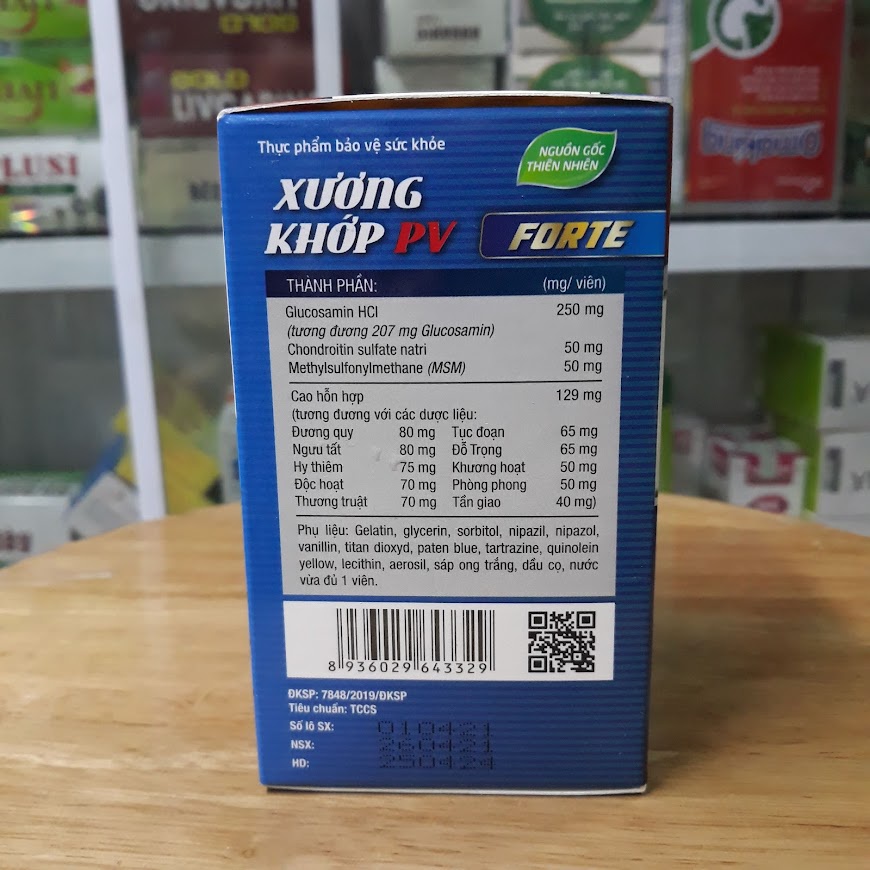 GOLD
LIVGARIN
PLUSI
Thực phẩm bảo vệ sức khỏe
NGUỒN GỐC
THIÊN NHIÊN
XƯƠNG
KHỚP PV FORTE
THÀNH PHẦN: (mg/ viên)
Glucosamin HCl 250 mg
(tương đương 207 mg Glucosamin)
Chondroitin sulfate natri 50 mg
Methylsulfonylmethane (MSM) 50 mg
Cao hỗn hợp 129 mg
(tương đương với các dược liệu:
Đương quy 80 mg Tục đoạn 65 mg
Ngưu tất 80 mg Đỗ Trọng 65 mg
Hy thiêm 75 mg Khương hoạt 50 mg
Độc hoạt 70 mg Phòng phong 50 mg
Thương truật 70 mg Tần giao 40 mg)
Phụ liệu: Gelatin, glycerin, sorbitol, nipazil, nipazol,
vanillin, titan dioxyd, paten blue, tartrazine, quinolein
yellow, lecithin, aerosil, sáp ong trắng, dầu cọ, nước
vừa đủ 1 viên.
8 936029 643329
ĐKSP: 7848/2019/ĐKSP
Tiêu chuẩn: TCCS
Số lô SX: 010421
NSX: 260421
HD: 250424